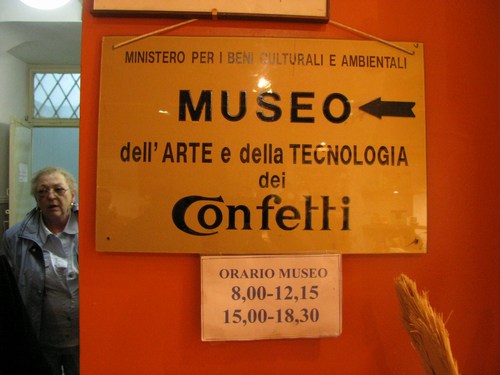 MINISTERO PER I BENI CULTURALI E AMBIENTALI
MUSEO
dell' ARTE e della TECNOLOGIA
dei
Confetti
ORARIO MUSEO
8,00-12,15
15,00-18,30